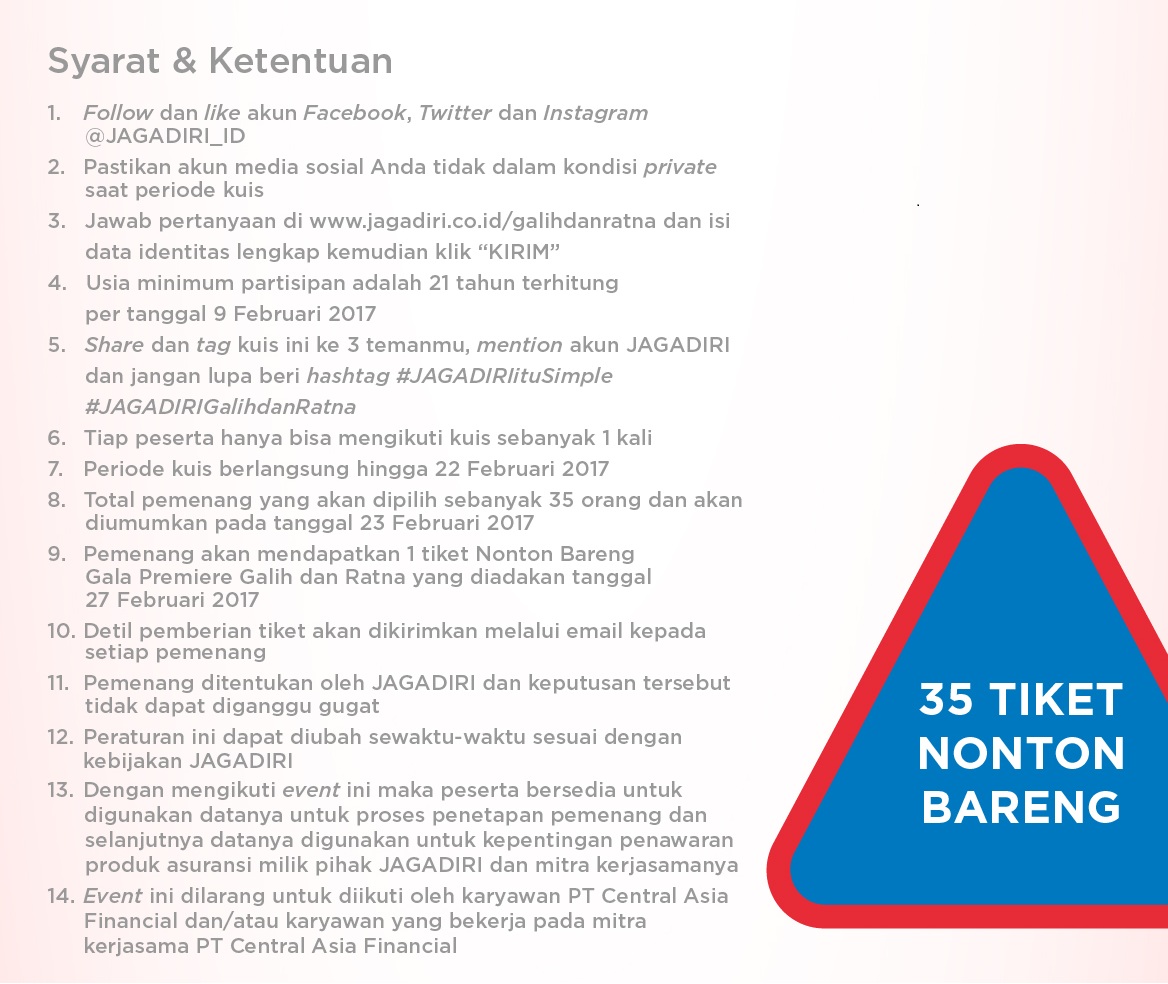 Syarat & Ketentuan
1. Follow dan like akun Facebook, Twitter dan Instagram
@JAGADIRI_ID
2. Pastikan akun media sosial Anda tidak dalam kondisi private
saat periode kuis
3. Jawab pertanyaan di www.jagadiri.co.id/galihdanratna dan isi
data identitas lengkap kemudian klik “KIRIM”
4. Usia minimum partisipan adalah 21 tahun terhitung
per tanggal 9 Februari 2017
5. Share dan tag kuis ini ke 3 temanmu, mention akun JAGADIRI
dan jangan lupa beri hashtag #JAGADIRIituSimple
#JAGADIRIGalihdanRatna
6. Tiap peserta hanya bisa mengikuti kuis sebanyak 1 kali
7. Periode kuis berlangsung hingga 22 Februari 2017
8. Total pemenang yang akan dipilih sebanyak 35 orang dan akan
diumumkan pada tanggal 23 Februari 2017
9. Pemenang akan mendapatkan 1 tiket Nonton Bareng
Gala Premiere Galih dan Ratna yang diadakan tanggal
27 Februari 2017
10. Detil pemberian tiket akan dikirimkan melalui email kepada
setiap pemenang
11. Pemenang ditentukan oleh JAGADIRI dan keputusan tersebut
tidak dapat diganggu gugat
12. Peraturan ini dapat diubah sewaktu-waktu sesuai dengan
kebijakan JAGADIRI
13. Dengan mengikuti event ini maka peserta bersedia untuk
digunakan datanya untuk proses penetapan pemenang dan
selanjutnya datanya digunakan untuk kepentingan penawaran
produk asuransi milik pihak JAGADIRI dan mitra kerjasamanya
14. Event ini dilarang untuk diikuti oleh karyawan PT Central Asia
Financial dan/atau karyawan yang bekerja pada mitra
kerjasama PT Central Asia Financial
35 TIKET
NONTON
BARENG